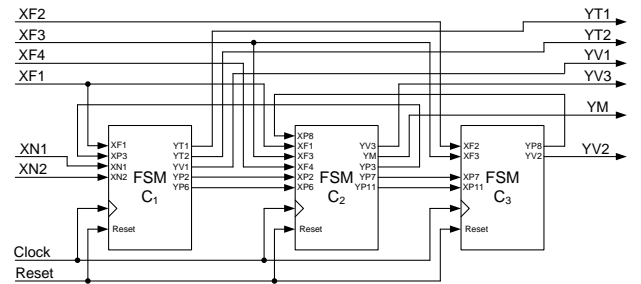 XF2
XF3
XF4
XF1
XN1
XN2
Clock
Reset
XF1
XP3
XN1
XN2
FSM
C1
YT1
YT2
YV1
YP2
YP6
Reset
XP8
XF1
XF3
XF4
XP2
XP6
FSM
C2
YV3
YM
YP3
YP7
YP11
Reset
XF2
XF3
XP7
XP11
FSM
C3
YP8
YV2
Reset
YT1
YT2
YV1
YV3
YM
YV2